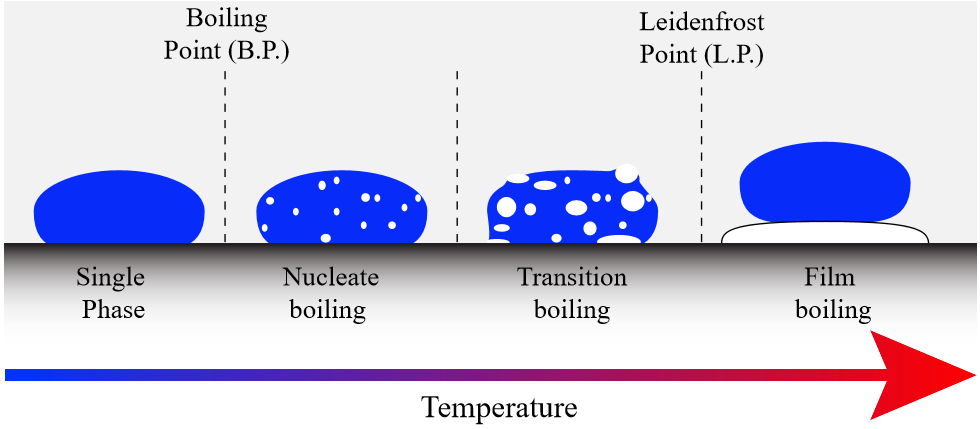 Boiling
Point (B.P.)
Leidenfrost
Point (L.P.)
Single
Phase
Nucleate
boiling
Transition
boiling
Film
boiling
Temperature